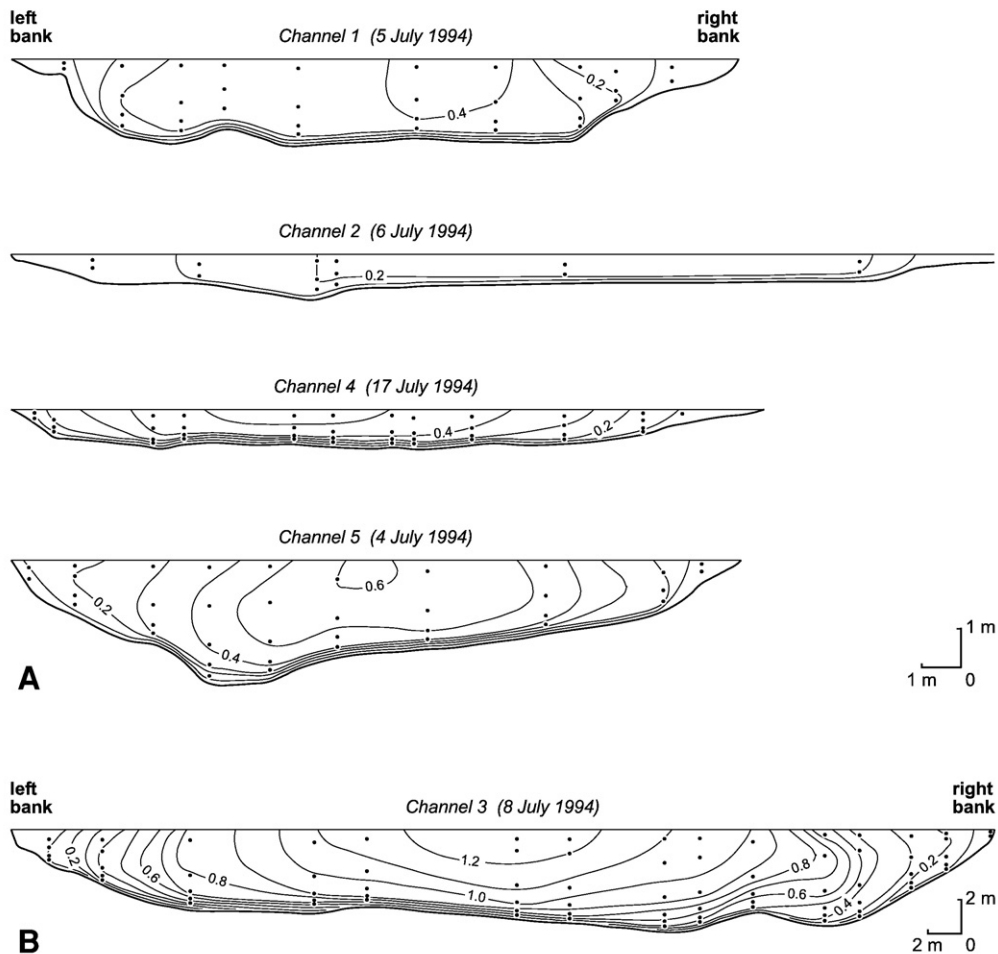 left
bank
Channel 1 (5 July 1994)
right
bank
0.2
0.4
Channel 2 (6 July 1994)
0.2
Channel 4 (17 July 1994)
0.4
0.2
Channel 5 (4 July 1994)
0.6
0.2
0.4
A
1 m
1 m 0
left
bank
Channel 3 (8 July 1994)
right
bank
0.2
0.6
0.8
1.2
1.0
0.8
0.6
0.4
0.2
B
2 m
2 m 0